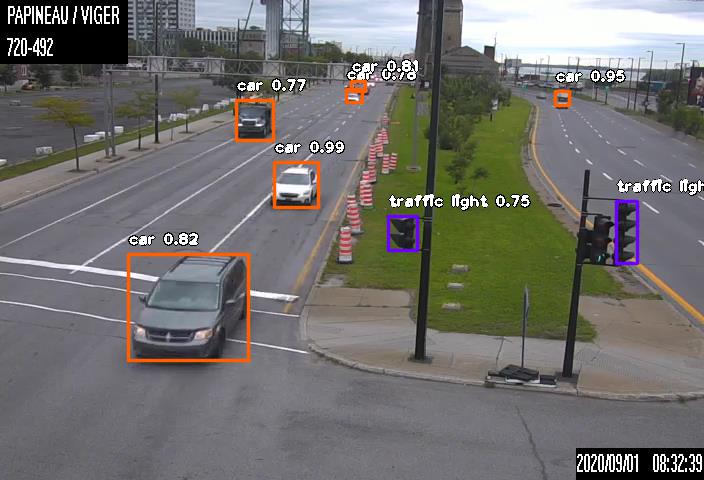 PAPINEAU / VIGER
720-492
car 0.81
car 0.78
car 0.77
car 0.95
car 0.99
traffic ligh
traffic light 0.75
car 0.82
2020/09/01 08:32:39